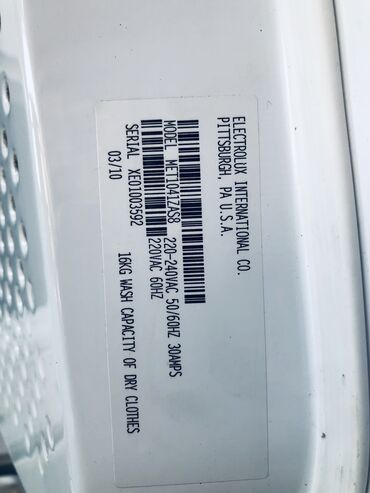 ELECTROLUX INTERNATIONAL CO.
PITTSBURGH, PA U.S.A.
MODEL MET1041ZAS8 220-240VAC 50/60HZ 30AMPS
220VAC 60HZ
SERIAL XE01003592
03/10
16KG WASH CAPACITY OF DRY CLOTHES